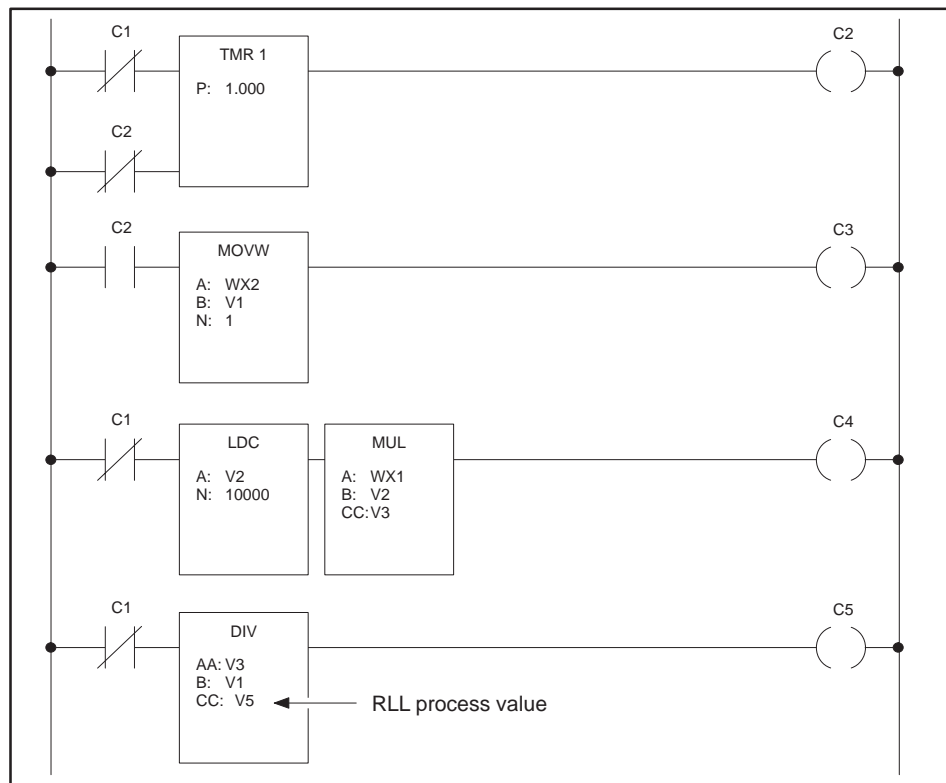 C1
TMR 1
C2
P: 1.000
C2
C2
MOVW
C3
A: WX2
B: V1
N: 1
C1
LDC
MUL
C4
A: V2
N: 10000
A: WX1
B: V2
CC:V3
C1
DIV
C5
AA: V3
B: V1
CC: V5
RLL process value